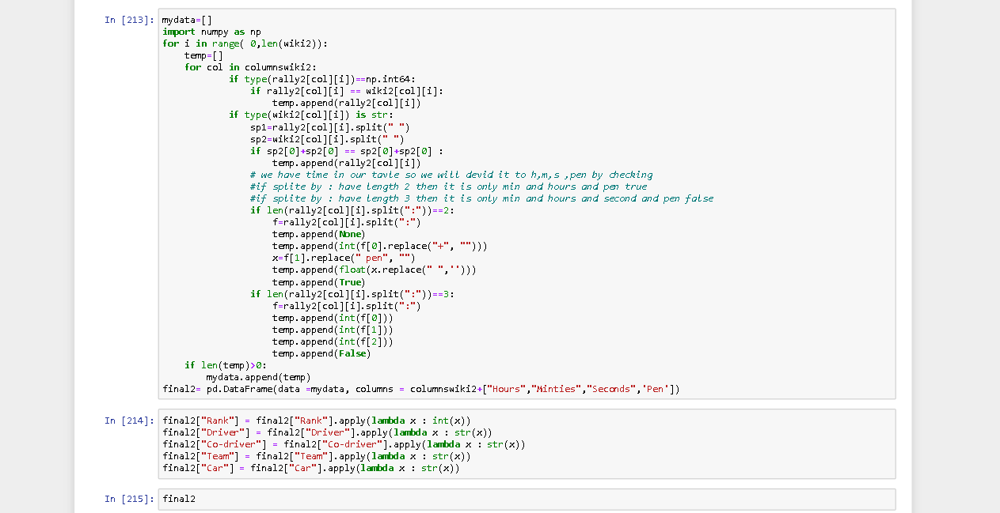 In [213]: mydata=[]
import numpy as np
for i in range( 0,len(wiki2)):
    temp=[]
    for col in columnswiki2:
            if type(rally2[col][i])==np.int64:
                if rally2[col][i] == wiki2[col][i]:
                    temp.append(rally2[col][i])
            if type(wiki2[col][i]) is str:
                sp1=rally2[col][i].split(" ")
                sp2=wiki2[col][i].split(" ")
                if sp2[0]+sp2[0] == sp2[0]+sp2[0] :
                    temp.append(rally2[col][i])
                # we have time in our tavle so we will devid it to h,m,s ,pen by checking
                #if splite by : have length 2 then it is only min and hours and pen true
                #if splite by : have length 3 then it is only min and hours and second and pen false
                if len(rally2[col][i].split(":"))==2:
                    f=rally2[col][i].split(":")
                    temp.append(None)
                    temp.append(int(f[0].replace("+", "")))
                    x=f[1].replace(" pen", "")
                    temp.append(float(x.replace(" ",'')))
                    temp.append(True)
                if len(rally2[col][i].split(":"))==3:
                    f=rally2[col][i].split(":")
                    temp.append(int(f[0]))
                    temp.append(int(f[1]))
                    temp.append(int(f[2]))
                    temp.append(False)
    if len(temp)>0:
        mydata.append(temp)
final2= pd.DataFrame(data =mydata, columns = columnswiki2+["Hours","Minties","Seconds",'Pen'])
In [214]: final2["Rank"] = final2["Rank"].apply(lambda x : int(x))
final2["Driver"] = final2["Driver"].apply(lambda x : str(x))
final2["Co-driver"] = final2["Co-driver"].apply(lambda x : str(x))
final2["Team"] = final2["Team"].apply(lambda x : str(x))
final2["Car"] = final2["Car"].apply(lambda x : str(x))
In [215]: final2